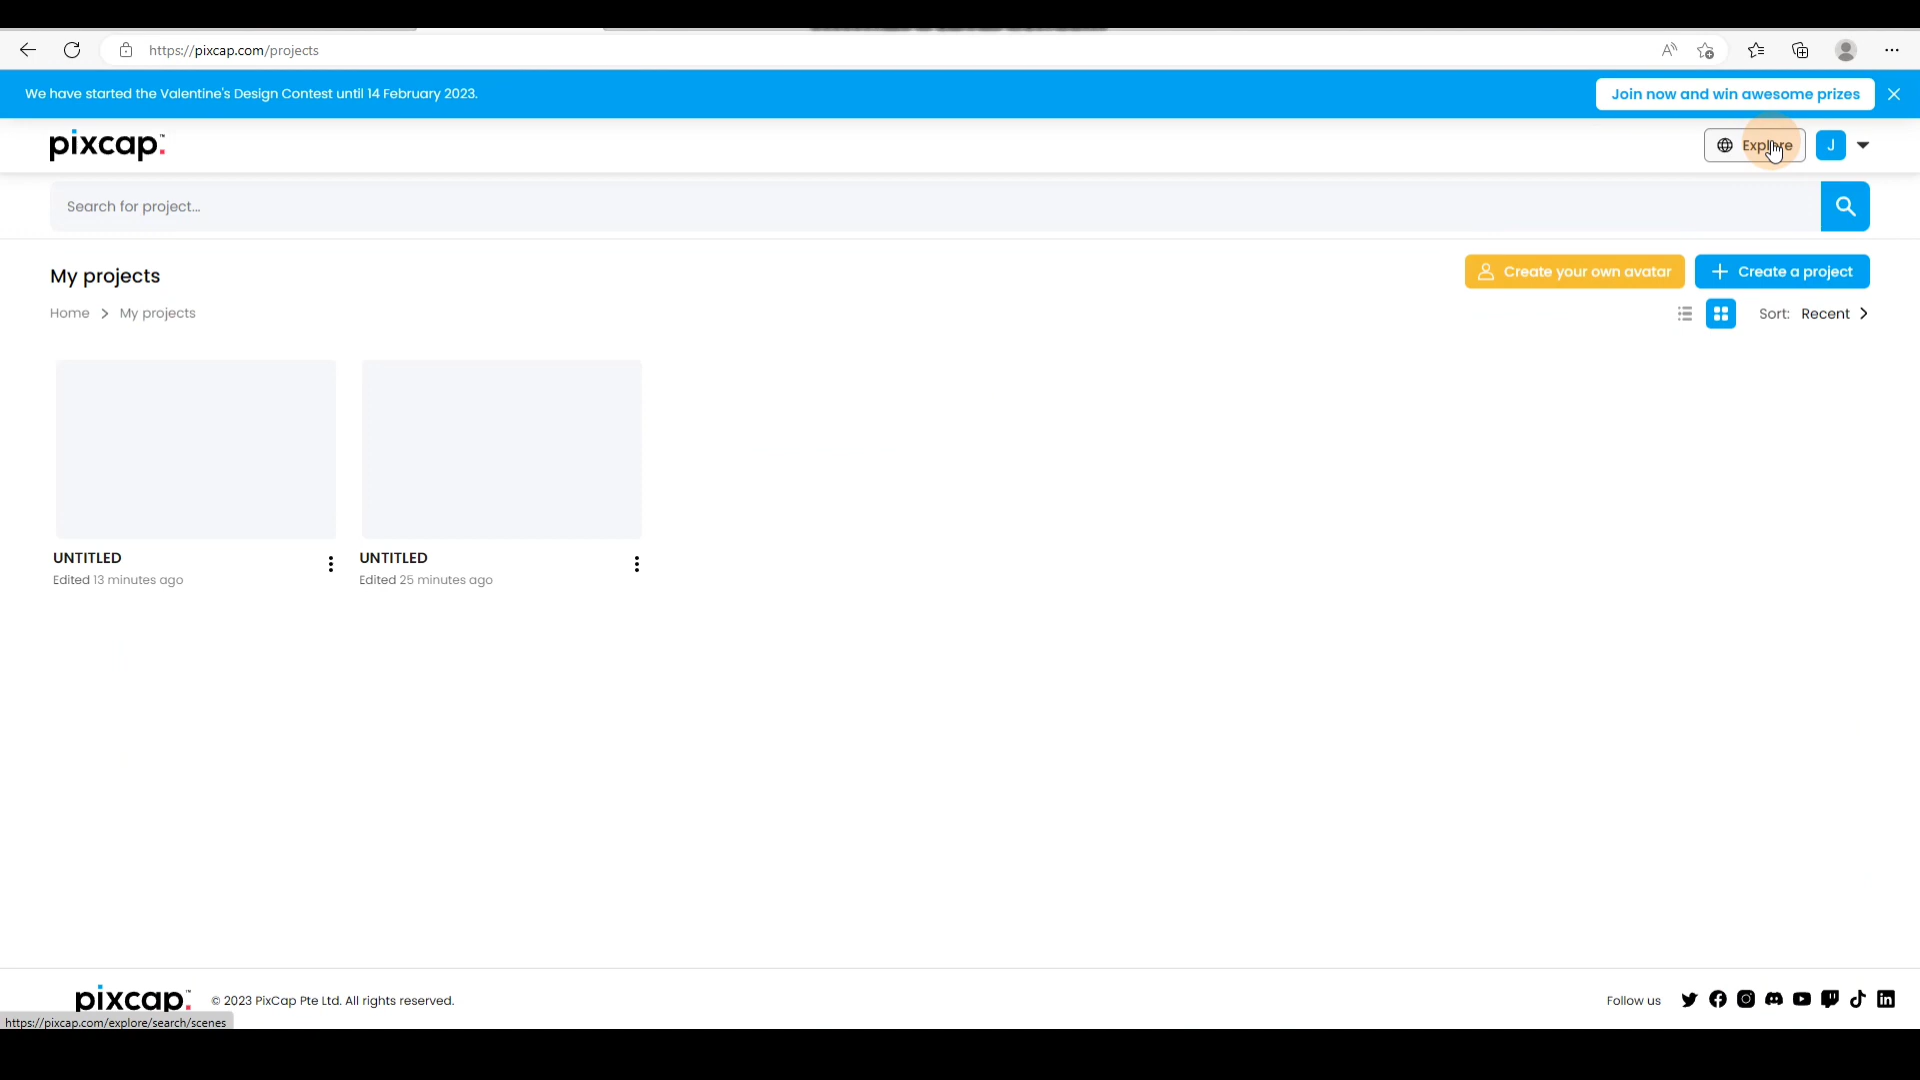 https://pixcap.com/projects
We have started the Valentine's Design Contest until 14 February 2023.
Join now and win awesome prizes
pixcap.™
Explore
J
Search for project...
My projects
Create your own avatar
Create a project
Home > My projects
Sort: Recent
UNTITLED
Edited 13 minutes ago
UNTITLED
Edited 25 minutes ago
pixcap.™
© 2023 PixCap Pte Ltd. All rights reserved.
Follow us
https://pixcap.com/explore/search/scenes